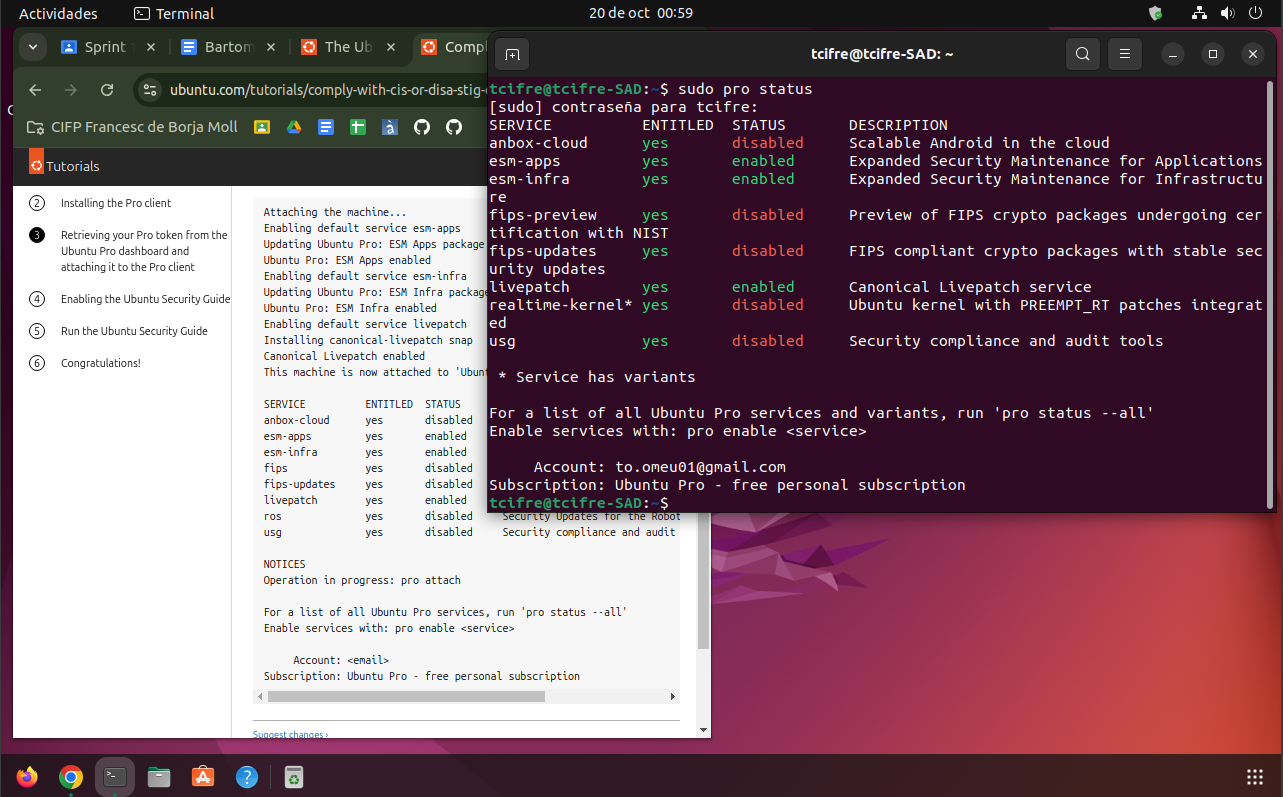 Actividades
Terminal
20 de oct 00:59
Sprint
Bartom
The Ub
Compl
ubuntu.com/tutorials/comply-with-cis-or-disa-stig-
CIFP Francesc de Borja Moll
Tutorials
2 Installing the Pro client
3 Retrieving your Pro token from the
Ubuntu Pro dashboard and
attaching it to the Pro client
4 Enabling the Ubuntu Security Guide
5 Run the Ubuntu Security Guide
6 Congratulations!
Attaching the machine...
Enabling default service esm-apps
Updating Ubuntu Pro: ESM Apps package
Ubuntu Pro: ESM Apps enabled
Enabling default service esm-infra
Updating Ubuntu Pro: ESM Infra package
Ubuntu Pro: ESM Infra enabled
Enabling default service livepatch
Installing canonical-livepatch snap
Canonical Livepatch enabled
This machine is now attached to 'Ubunt
SERVICE ENTITLED STATUS
anbox-cloud yes disabled
esm-apps yes enabled
esm-infra yes enabled
fips yes disabled
fips-updates yes disabled
livepatch yes enabled
ros yes disabled Security Updates for the Robot
usg yes disabled Security compliance and audit
NOTICES
Operation in progress: pro attach
For a list of all Ubuntu Pro services, run 'pro status --all'
Enable services with: pro enable <service>
Account: <email>
Subscription: Ubuntu Pro - free personal subscription
Suggest changes ›
tcifre@tcifre-SAD: ~
tcifre@tcifre-SAD:~$ sudo pro status
[sudo] contraseña para tcifre:
SERVICE ENTITLED STATUS DESCRIPTION
anbox-cloud yes disabled Scalable Android in the cloud
esm-apps yes enabled Expanded Security Maintenance for Applications
esm-infra yes enabled Expanded Security Maintenance for Infrastructu
re
fips-preview yes disabled Preview of FIPS crypto packages undergoing cer
tification with NIST
fips-updates yes disabled FIPS compliant crypto packages with stable sec
urity updates
livepatch yes enabled Canonical Livepatch service
realtime-kernel* yes disabled Ubuntu kernel with PREEMPT_RT patches integrat
ed
usg yes disabled Security compliance and audit tools
* Service has variants
For a list of all Ubuntu Pro services and variants, run 'pro status --all'
Enable services with: pro enable <service>
Account: to.omeu01@gmail.com
Subscription: Ubuntu Pro - free personal subscription
tcifre@tcifre-SAD:~$